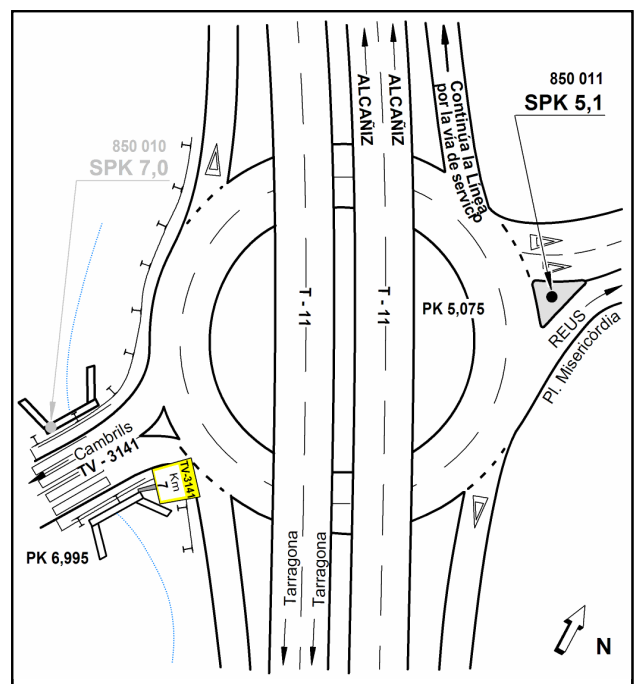 850 011
SPK 5,1
850 010
SPK 7,0
ALCAÑIZ
ALCAÑIZ
Continúa la Línea
por la vía de servicio
T - 11
T - 11
PK 5,075
REUS
Pl. Misericòrdia
Cambrils
TV - 3141
TV-3141
Km
7
PK 6,995
Tarragona
Tarragona
N